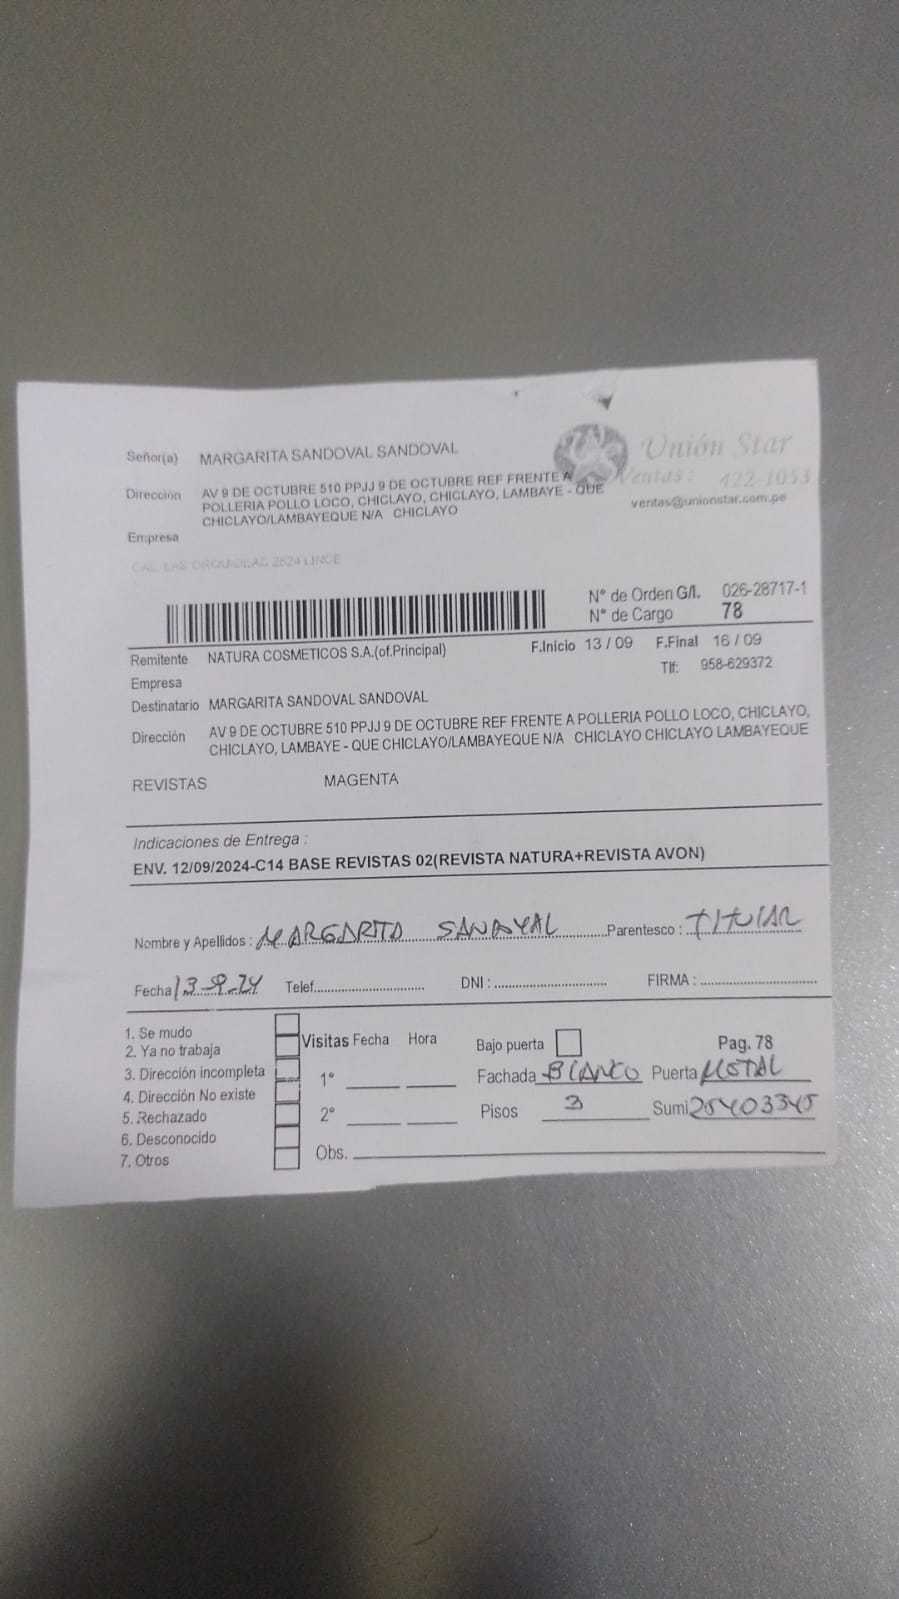 Señor(a) MARGARITA SANDOVAL SANDOVAL
Unión Star
Ventas: 422-1053
ventas@unionstar.com.pe
Dirección AV 9 DE OCTUBRE 510 PPJJ 9 DE OCTUBRE REF FRENTE A
POLLERIA POLLO LOCO, CHICLAYO, CHICLAYO, LAMBAYE - QUE
CHICLAYO/LAMBAYEQUE N/A CHICLAYO
Empresa
CAL LAS ORQUIDEAS 2624 LINCE
N° de Orden G/I. 026-28717-1
N° de Cargo 78
Remitente NATURA COSMETICOS S.A.(of.Principal) F.Inicio 13 / 09 F.Final 16 / 09
Empresa Tlf: 958-629372
Destinatario MARGARITA SANDOVAL SANDOVAL
Dirección AV 9 DE OCTUBRE 510 PPJJ 9 DE OCTUBRE REF FRENTE A POLLERIA POLLO LOCO, CHICLAYO,
CHICLAYO, LAMBAYE - QUE CHICLAYO/LAMBAYEQUE N/A CHICLAYO CHICLAYO LAMBAYEQUE
REVISTAS MAGENTA
Indicaciones de Entrega :
ENV. 12/09/2024-C14 BASE REVISTAS 02(REVISTA NATURA+REVISTA AVON)
Nombre y Apellidos : MARGARITA Parentesco : TITULAR
Fecha 13-9-24 Telef. DNI : FIRMA :
1. Se mudo
2. Ya no trabaja
3. Dirección incompleta
4. Dirección No existe
5. Rechazado
6. Desconocido
7. Otros
Visitas Fecha Hora
1°
2°
Obs.
Bajo puerta Pag. 78
Fachada BLANCO Puerta METAL
Pisos 3 Sumi 25403345